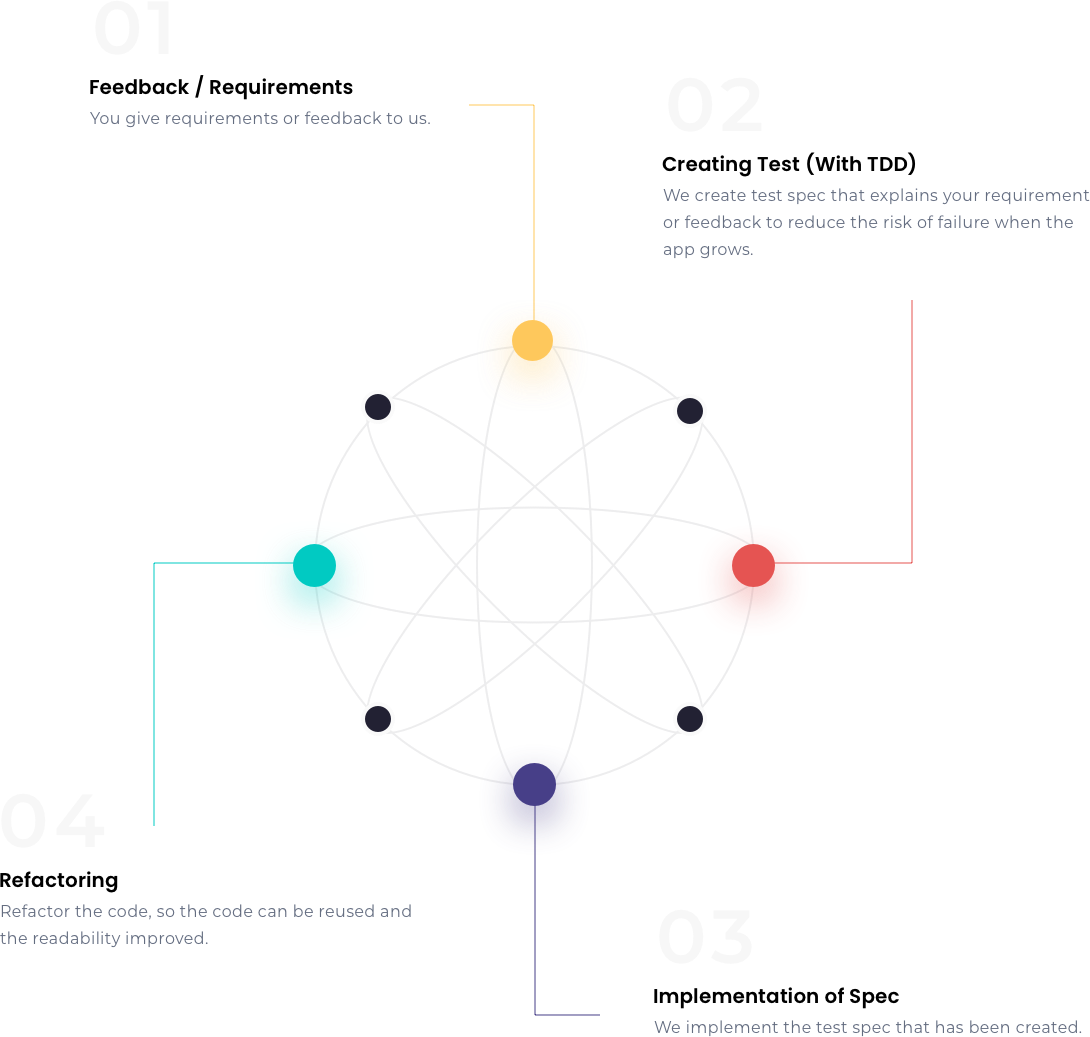 01
Feedback / Requirements
You give requirements or feedback to us.
02
Creating Test (With TDD)
We create test spec that explains your requirement
or feedback to reduce the risk of failure when the
app grows.
04
Refactoring
Refactor the code, so the code can be reused and
the readability improved.
03
Implementation of Spec
We implement the test spec that has been created.